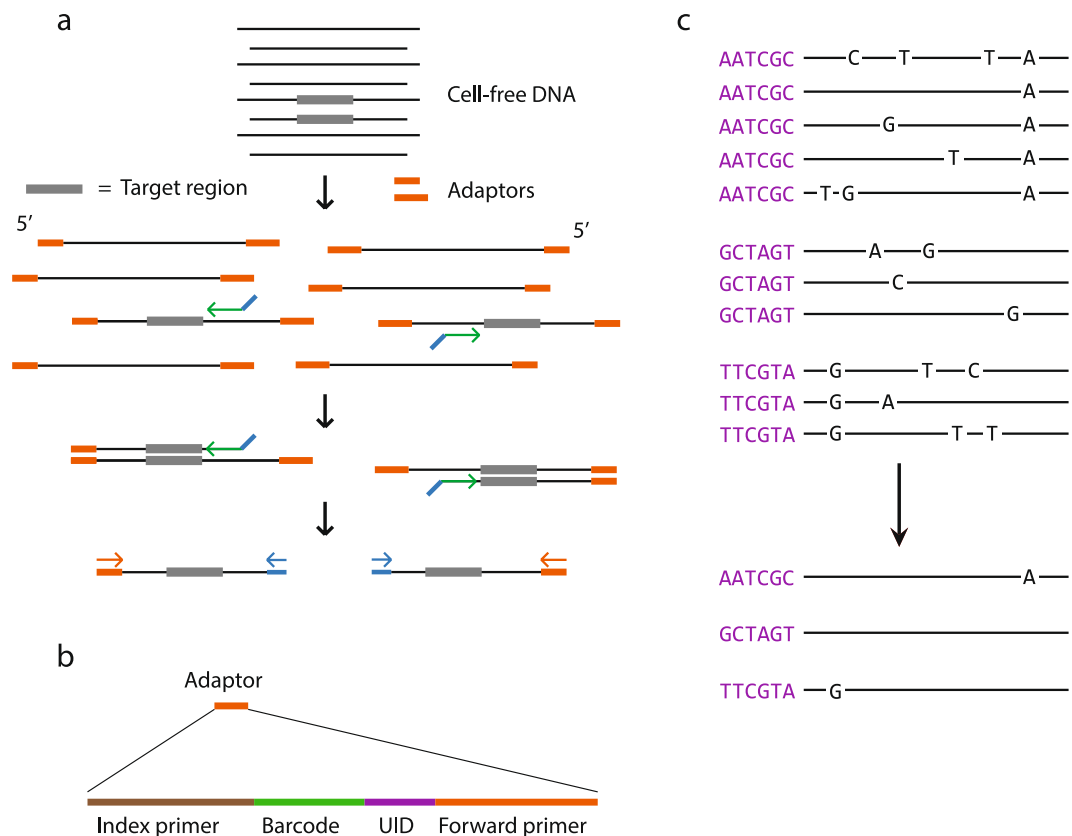 a
Cell-free DNA
= Target region
Adaptors
5′
5′
b
Adaptor
Index primer
Barcode
UID
Forward primer
c
AATCGC C T T A
AATCGC A
AATCGC G A
AATCGC T A
AATCGC T G A
GCTAGT A G
GCTAGT C
GCTAGT G
TTCGTA G T C
TTCGTA G A
TTCGTA G T T
AATCGC A
GCTAGT
TTCGTA G